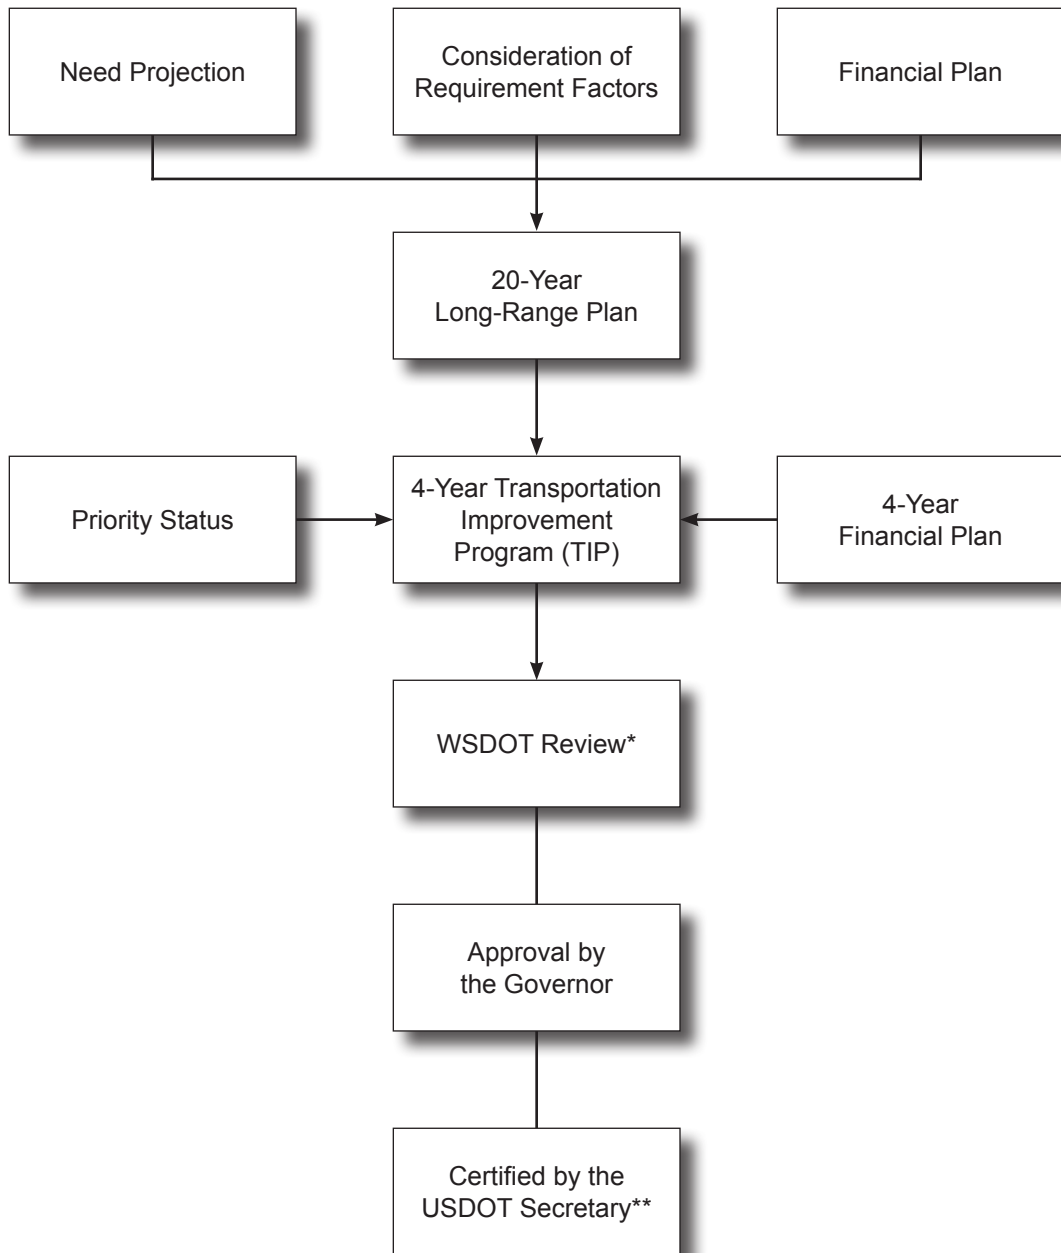 Need Projection
Consideration of
Requirement Factors
Financial Plan
20-Year
Long-Range Plan
Priority Status
4-Year Transportation
Improvement
Program (TIP)
4-Year
Financial Plan
WSDOT Review*
Approval by
the Governor
Certified by the
USDOT Secretary**